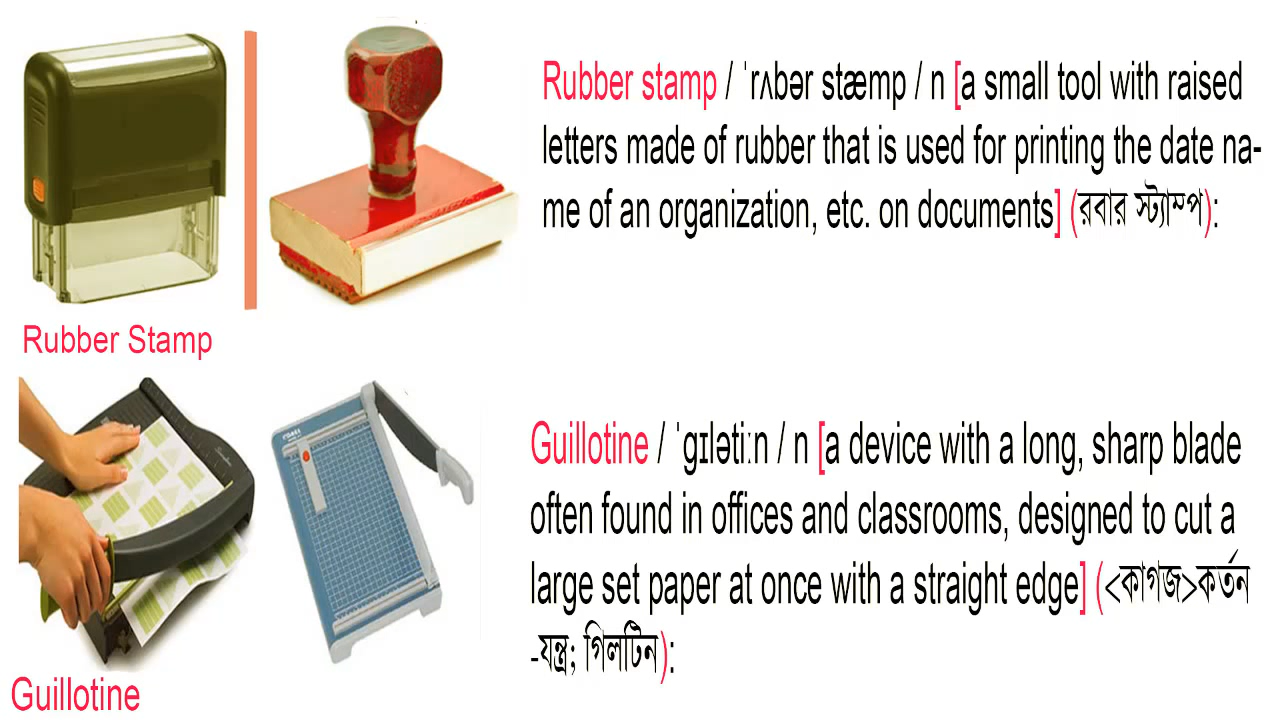 Rubber stamp / ˈrʌbər stæmp / n [a small tool with raised
letters made of rubber that is used for printing the date na-
me of an organization, etc. on documents] (রবার স্ট্যাম্প):
Rubber Stamp
Guillotine / ˈgɪləti:n / n [a device with a long, sharp blade
often found in offices and classrooms, designed to cut a
large set paper at once with a straight edge] (<কাগজ>কর্তন
-যন্ত্র; গিলটিন):
Guillotine